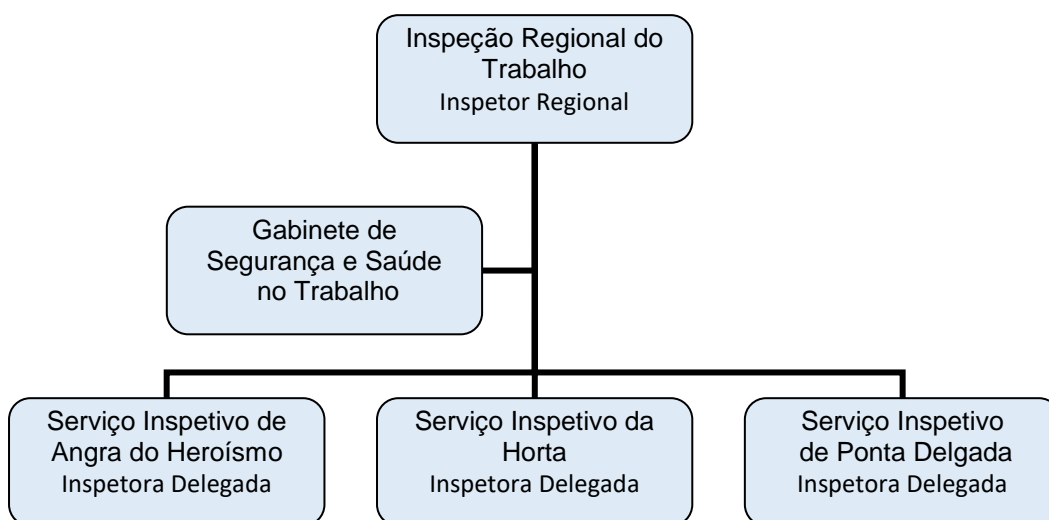 Inspeção Regional do
Trabalho
Inspetor Regional
Gabinete de
Segurança e Saúde
no Trabalho
Serviço Inspetivo de
Angra do Heroísmo
Inspetora Delegada
Serviço Inspetivo da
Horta
Inspetora Delegada
Serviço Inspetivo
de Ponta Delgada
Inspetora Delegada